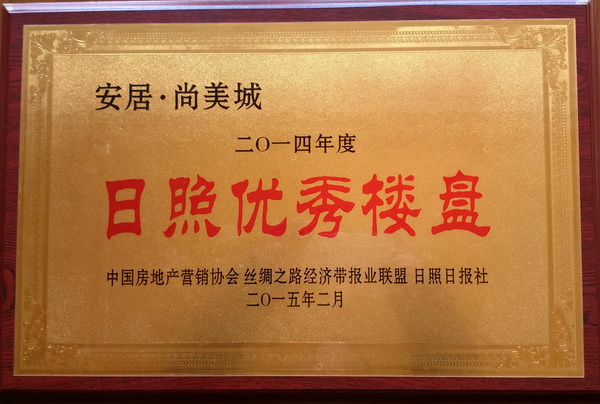 安居·尚美城
二〇一四年度
日照优秀楼盘
中国房地产营销协会 丝绸之路经济带报业联盟 日照日报社
二〇一五年二月